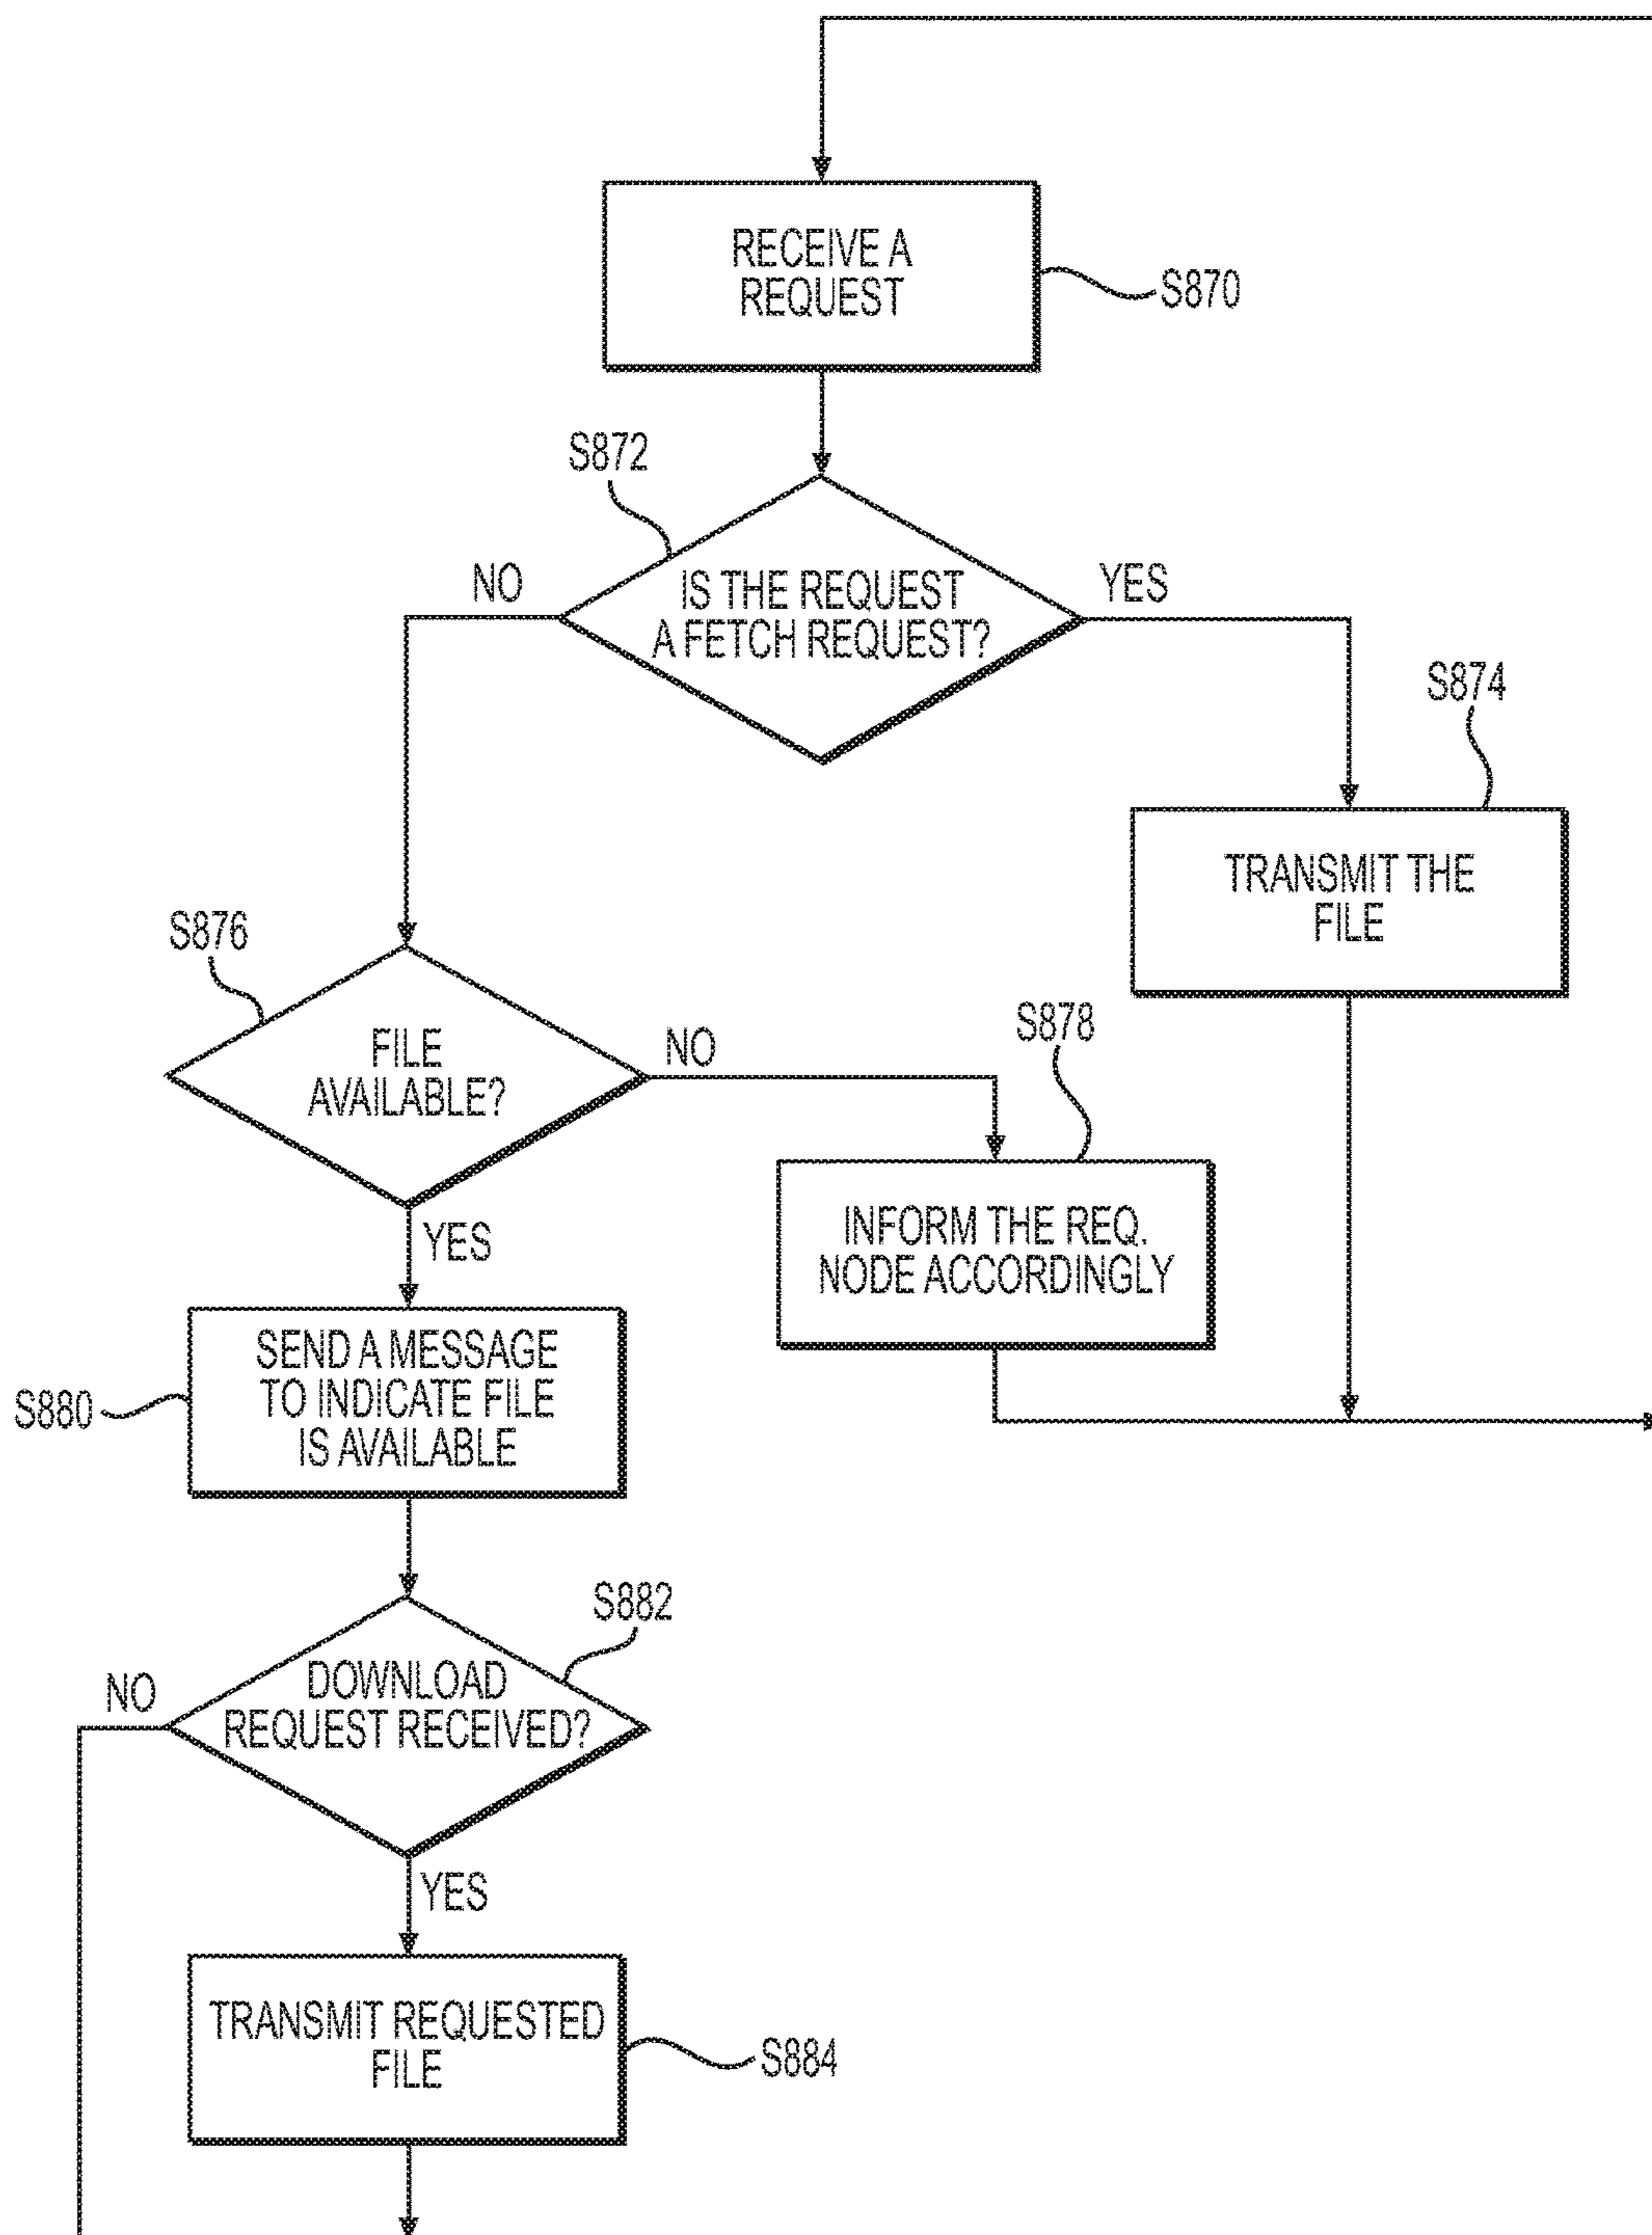 RECEIVE A
REQUEST
S870
S872
NO
IS THE REQUEST
A FETCH REQUEST?
YES
S874
TRANSMIT THE
FILE
S876
FILE
AVAILABLE?
NO
S878
INFORM THE REQ.
NODE ACCORDINGLY
YES
SEND A MESSAGE
TO INDICATE FILE
IS AVAILABLE
S880
S882
NO
DOWNLOAD
REQUEST RECEIVED?
YES
TRANSMIT REQUESTED
FILE
S884